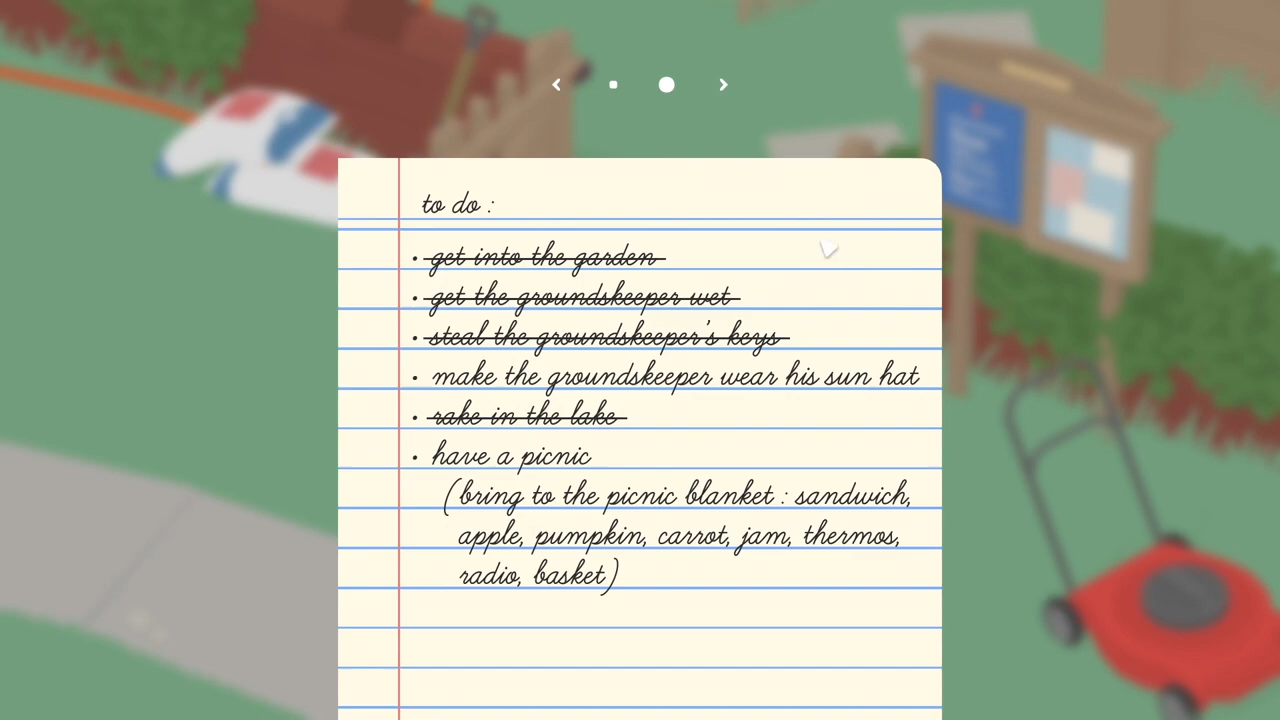 to do :
• get into the garden
• get the groundskeeper wet
• steal the groundskeeper's keys
• make the groundskeeper wear his sun hat
• rake in the lake
• have a picnic
(bring to the picnic blanket : sandwich,
apple, pumpkin, carrot, jam, thermos,
radio, basket)